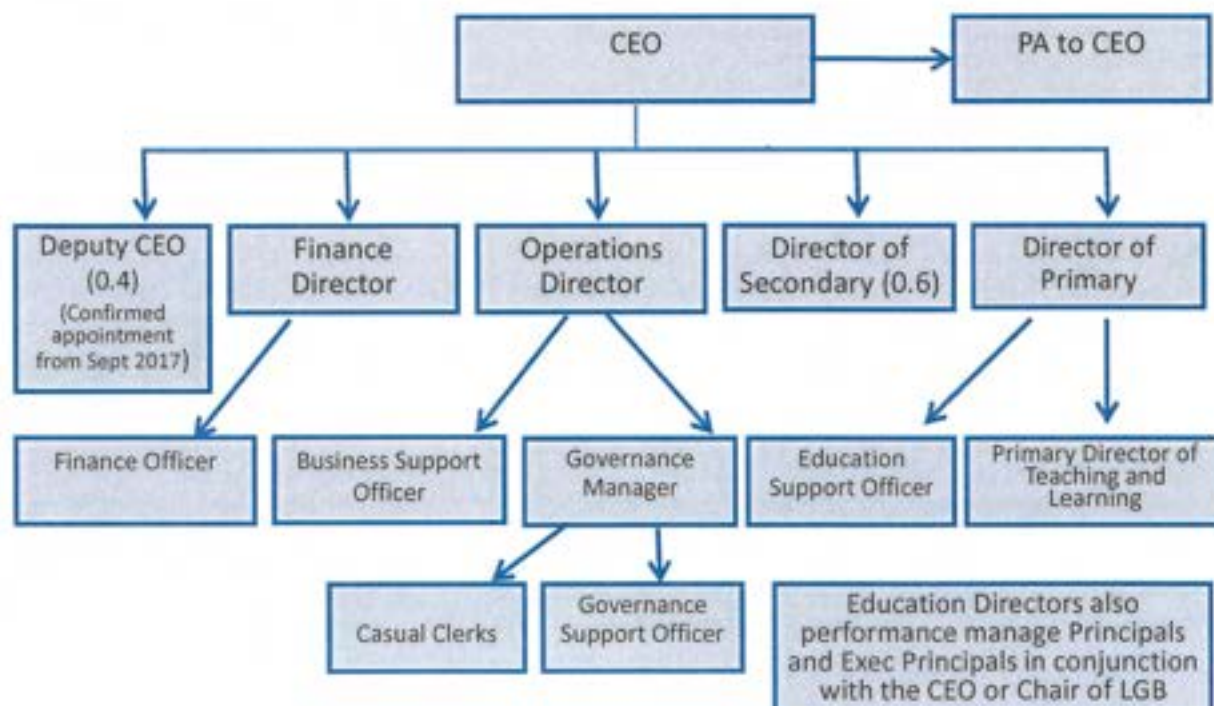 CEO
PA to CEO
Deputy CEO
(0.4)
(Confirmed
appointment
from Sept 2017)
Finance
Director
Operations
Director
Director of
Secondary (0.6)
Director of
Primary
Finance Officer
Business Support
Officer
Governance
Manager
Education
Support Officer
Primary Director of
Teaching and
Learning
Casual Clerks
Governance
Support Officer
Education Directors also
performance manage Principals
and Exec Principals in conjunction
with the CEO or Chair of LGB